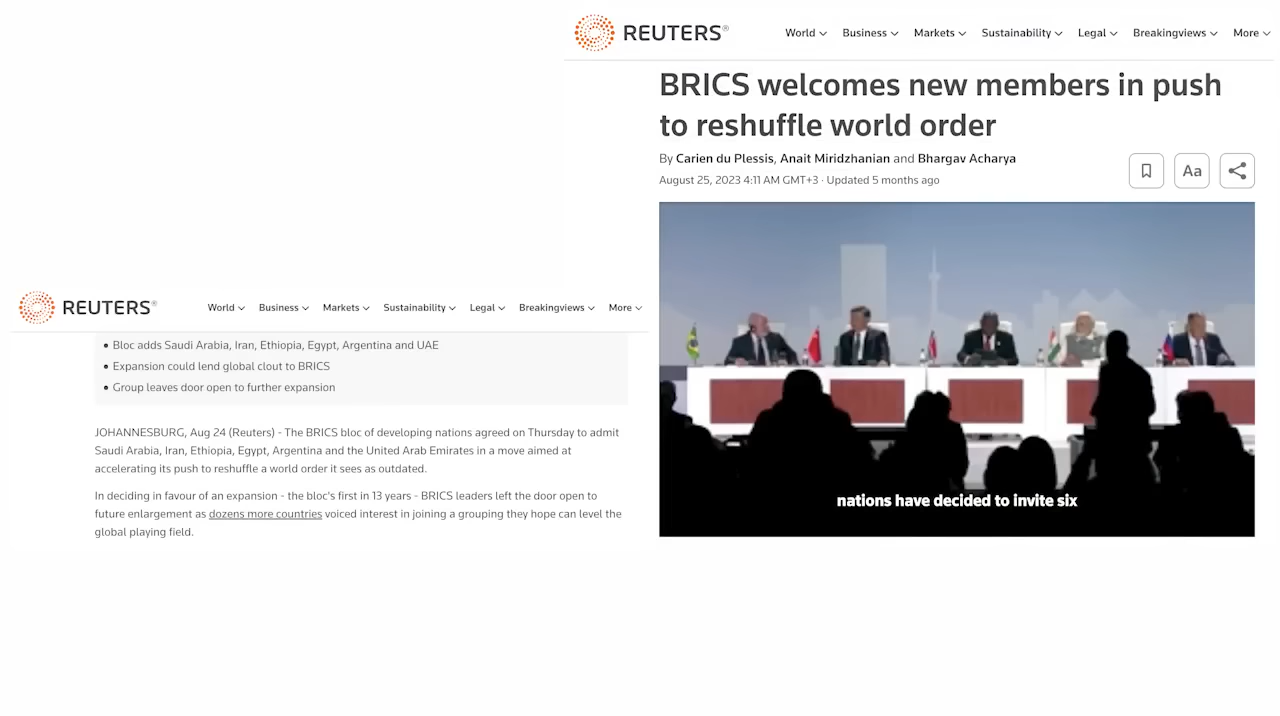 REUTERS®
World Business Markets Sustainability Legal Breakingviews More
BRICS welcomes new members in push
to reshuffle world order
By Carien du Plessis, Anait Miridzhanian and Bhargav Acharya
August 25, 2023 4:11 AM GMT+3 · Updated 5 months ago
Aa
nations have decided to invite six
REUTERS®
World Business Markets Sustainability Legal Breakingviews More
• Bloc adds Saudi Arabia, Iran, Ethiopia, Egypt, Argentina and UAE
• Expansion could lend global clout to BRICS
• Group leaves door open to further expansion
JOHANNESBURG, Aug 24 (Reuters) - The BRICS bloc of developing nations agreed on Thursday to admit
Saudi Arabia, Iran, Ethiopia, Egypt, Argentina and the United Arab Emirates in a move aimed at
accelerating its push to reshuffle a world order it sees as outdated.
In deciding in favour of an expansion - the bloc's first in 13 years - BRICS leaders left the door open to
future enlargement as dozens more countries voiced interest in joining a grouping they hope can level the
global playing field.